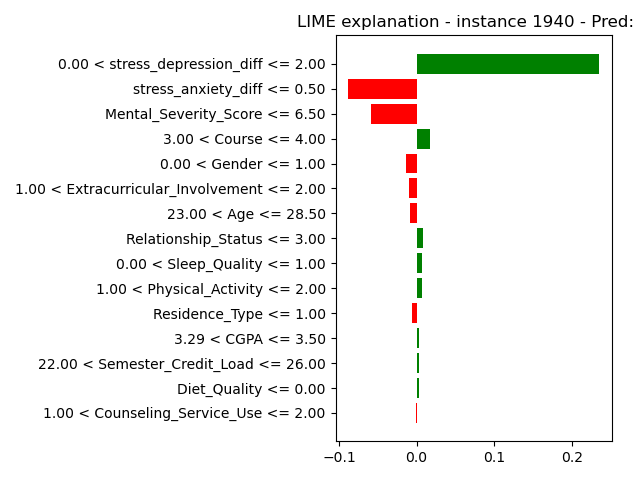 LIME explanation - instance 1940 - Pred:
0.00 < stress_depression_diff <= 2.00
stress_anxiety_diff <= 0.50
Mental_Severity_Score <= 6.50
3.00 < Course <= 4.00
0.00 < Gender <= 1.00
1.00 < Extracurricular_Involvement <= 2.00
23.00 < Age <= 28.50
Relationship_Status <= 3.00
0.00 < Sleep_Quality <= 1.00
1.00 < Physical_Activity <= 2.00
Residence_Type <= 1.00
3.29 < CGPA <= 3.50
22.00 < Semester_Credit_Load <= 26.00
Diet_Quality <= 0.00
1.00 < Counseling_Service_Use <= 2.00
−0.1 0.0 0.1 0.2